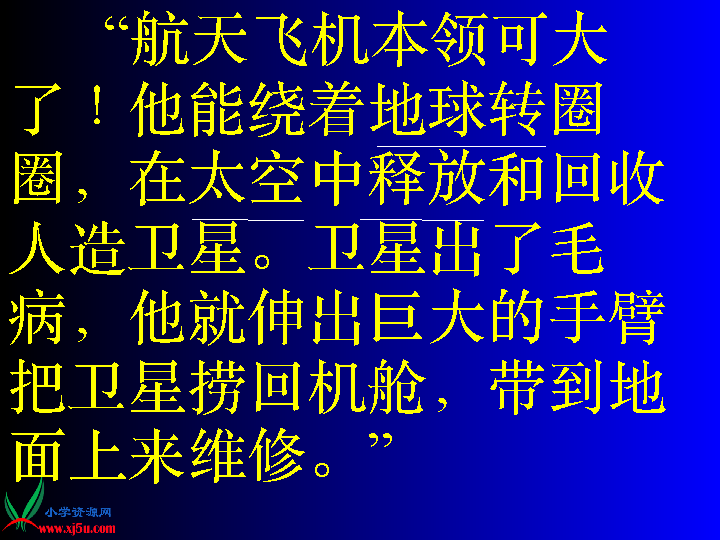 “航天飞机本领可大
了！他能绕着地球转圈
圈，在太空中释放和回收
人造卫星。卫星出了毛
病，他就伸出巨大的手臂
把卫星捞回机舱，带到地
面上来维修。”
小学资源网
www.xj5u.com